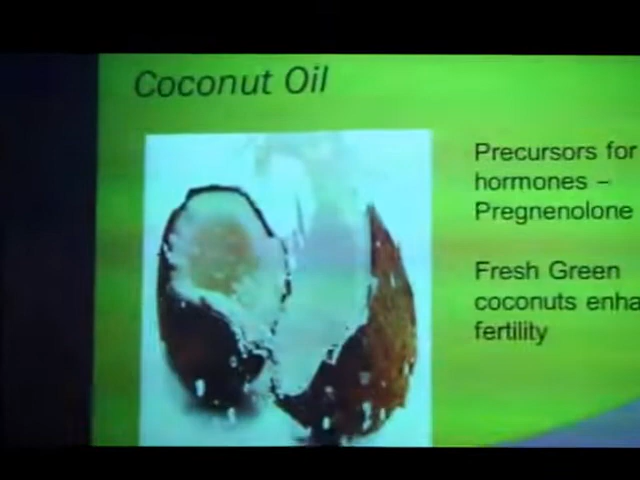 Coconut Oil
Precursors for
hormones –
Pregnenolone
Fresh Green
coconuts enha
fertility